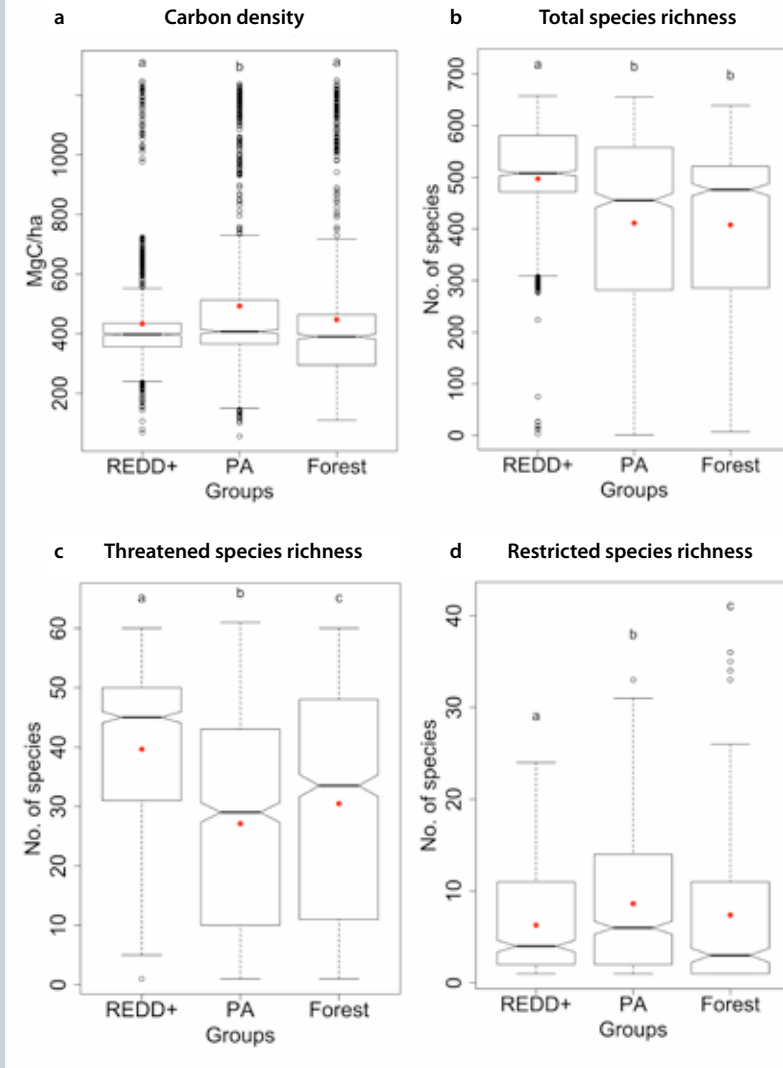 a Carbon density
a b a
MgC/ha
1000
800
600
400
200
REDD+ PA Forest
Groups
b Total species richness
a b b
No. of species
700
600
500
400
300
200
100
0
REDD+ PA Forest
Groups
c Threatened species richness
a b c
No. of species
60
50
40
30
20
10
0
REDD+ PA Forest
Groups
d Restricted species richness
a b c
No. of species
40
30
20
10
0
REDD+ PA Forest
Groups